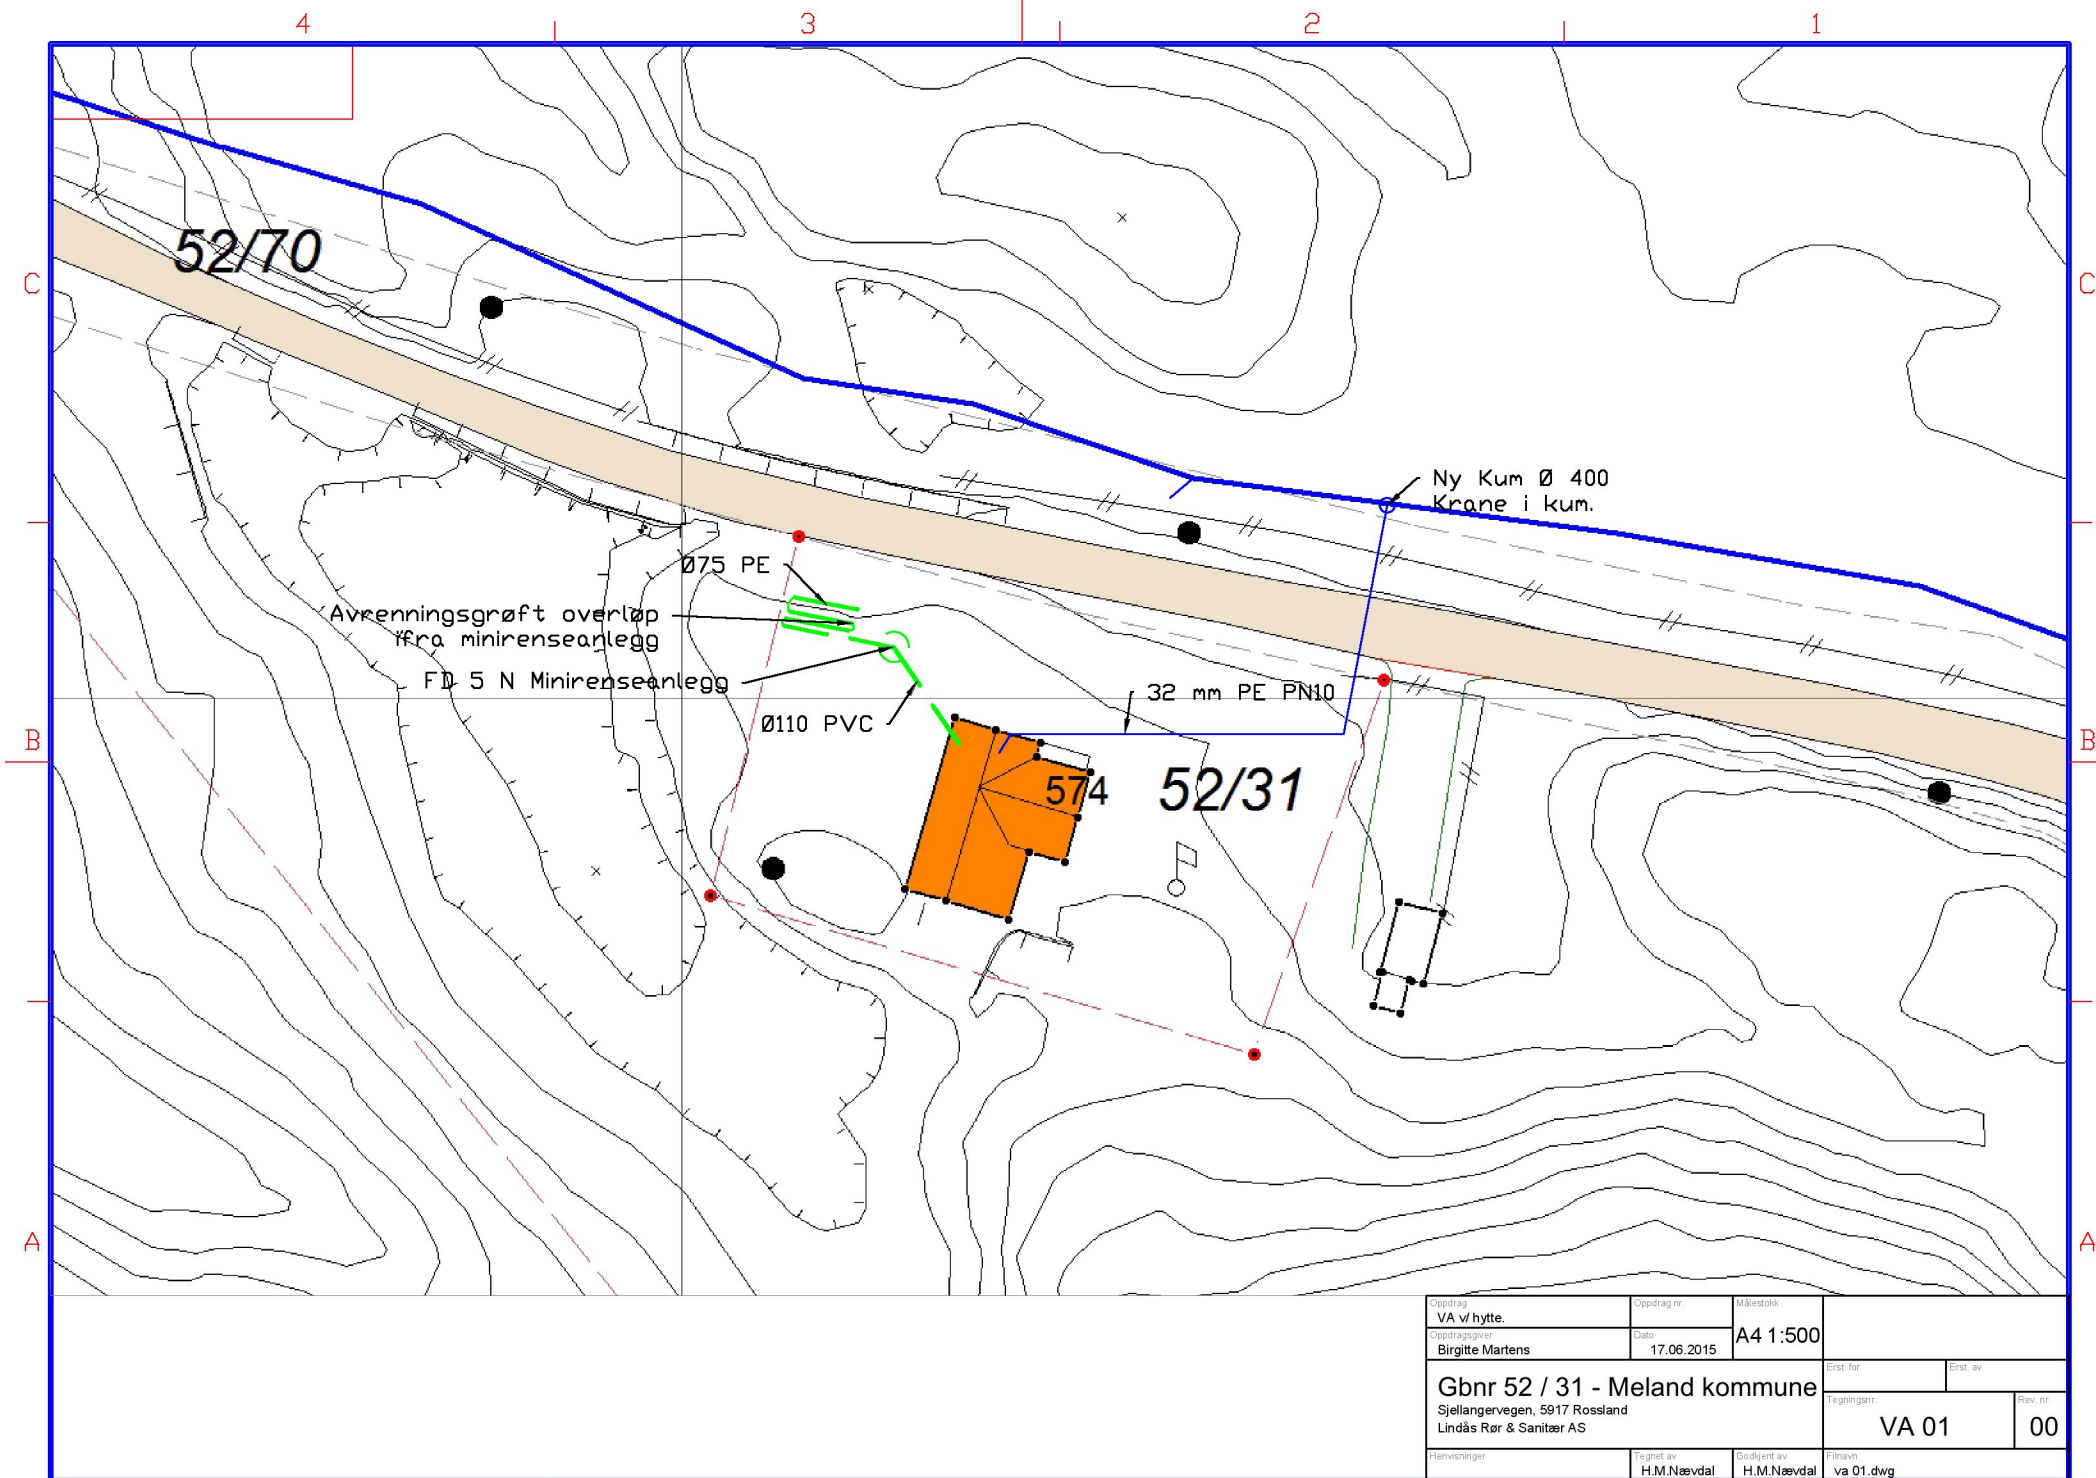 4 3 2 1
52/70
C C
Ny Kum Ø 400
Krane i kum.
Ø75 PE
Avrenningsgrøft overløp
ifra minirenseanlegg
FD 5 N Minirenseanlegg
32 mm PE PN10
Ø110 PVC
B B
574
52/31
A A
Oppdrag
VA v/ hytte.
Oppdrag nr.
Målestokk
A4 1:500
Oppdragsgiver
Birgitte Martens
Dato
17.06.2015
Gbnr 52 / 31 - Meland kommune
Sjellangervegen, 5917 Rossland
Lindås Rør & Sanitær AS
Erst. for
Erst. av
Tegningsnr.
VA 01
Rev. nr.
00
Henvisninger
Tegnet av
H.M.Nævdal
Godkjent av
H.M.Nævdal
Filnavn
va 01.dwg